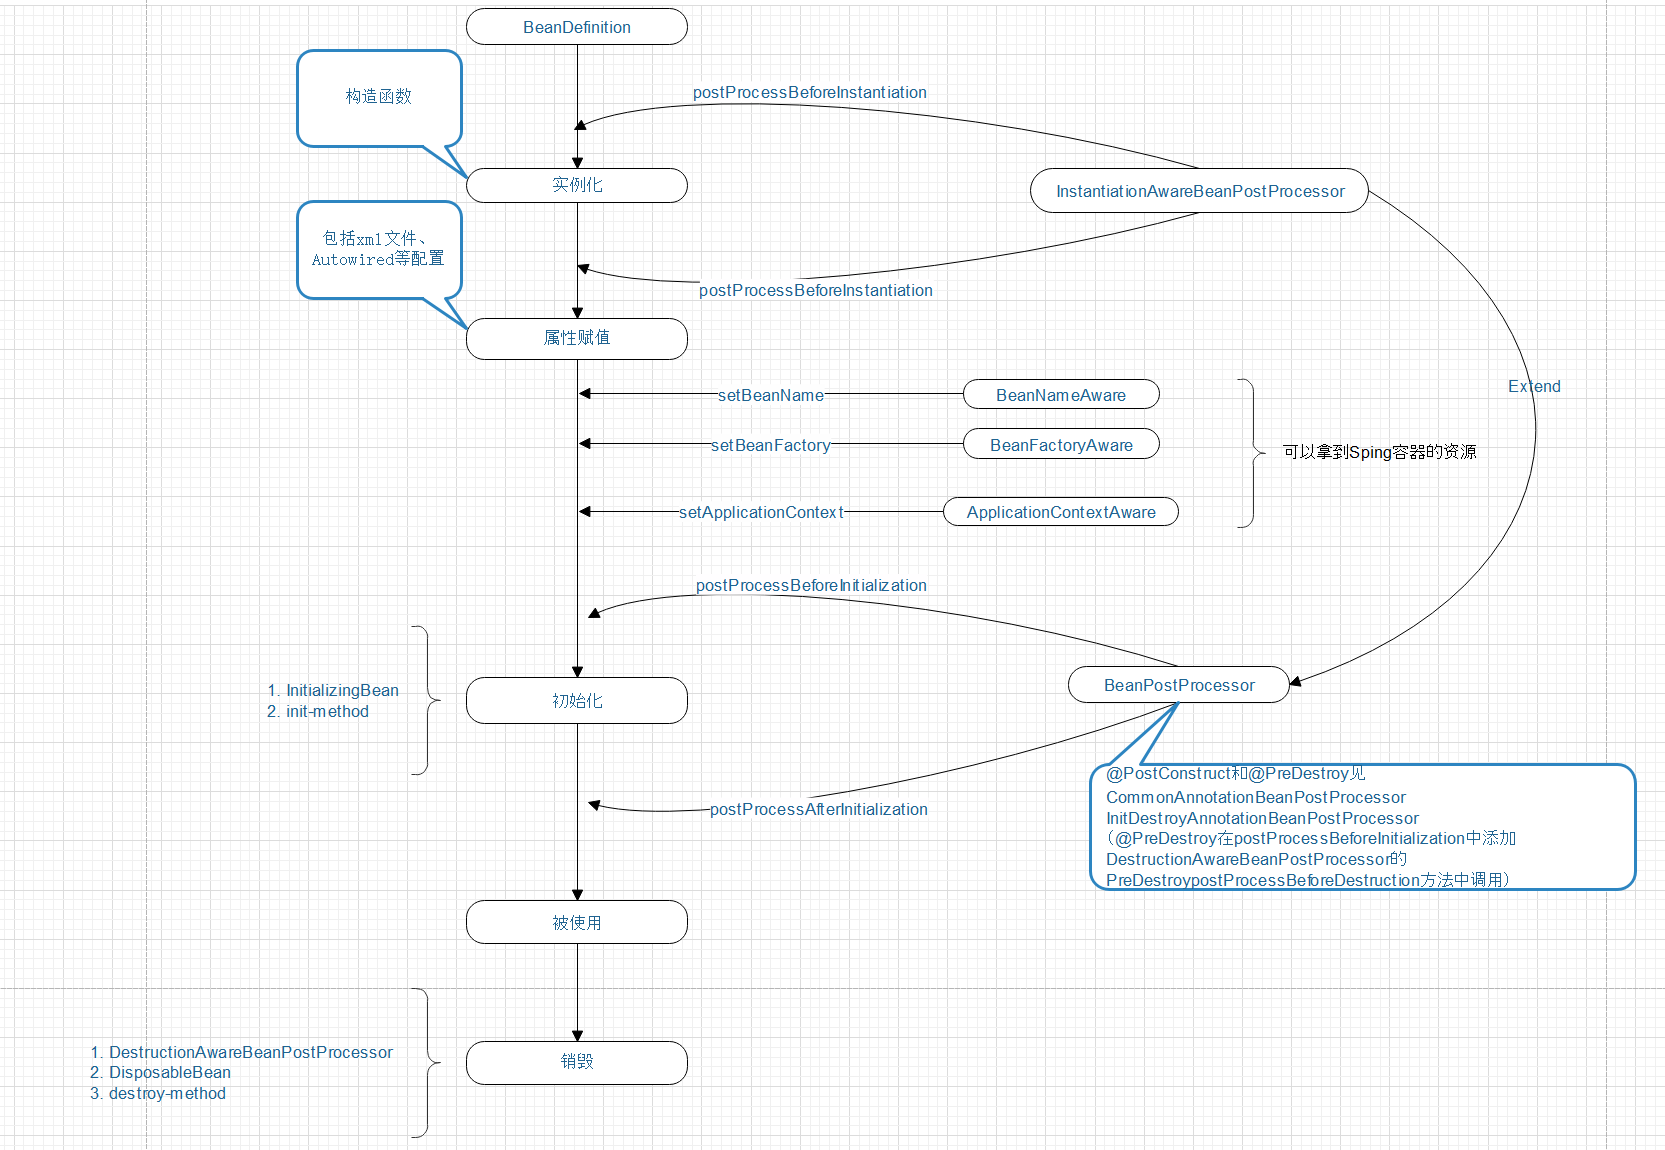 BeanDefinition
构造函数
postProcessBeforeInstantiation
实例化
InstantiationAwareBeanPostProcessor
包括xml文件、
Autowired等配置
postProcessBeforeInstantiation
属性赋值
setBeanName
BeanNameAware
Extend
setBeanFactory
BeanFactoryAware
可以拿到Sping容器的资源
setApplicationContext
ApplicationContextAware
postProcessBeforeInitialization
1. InitializingBean
2. init-method
初始化
BeanPostProcessor
postProcessAfterInitialization
@PostConstruct和@PreDestroy见
CommonAnnotationBeanPostProcessor
InitDestroyAnnotationBeanPostProcessor
（@PreDestroy在postProcessBeforeInitialization中添加
DestructionAwareBeanPostProcessor的
PreDestroypostProcessBeforeDestruction方法中调用）
被使用
1. DestructionAwareBeanPostProcessor
2. DisposableBean
3. destroy-method
销毁